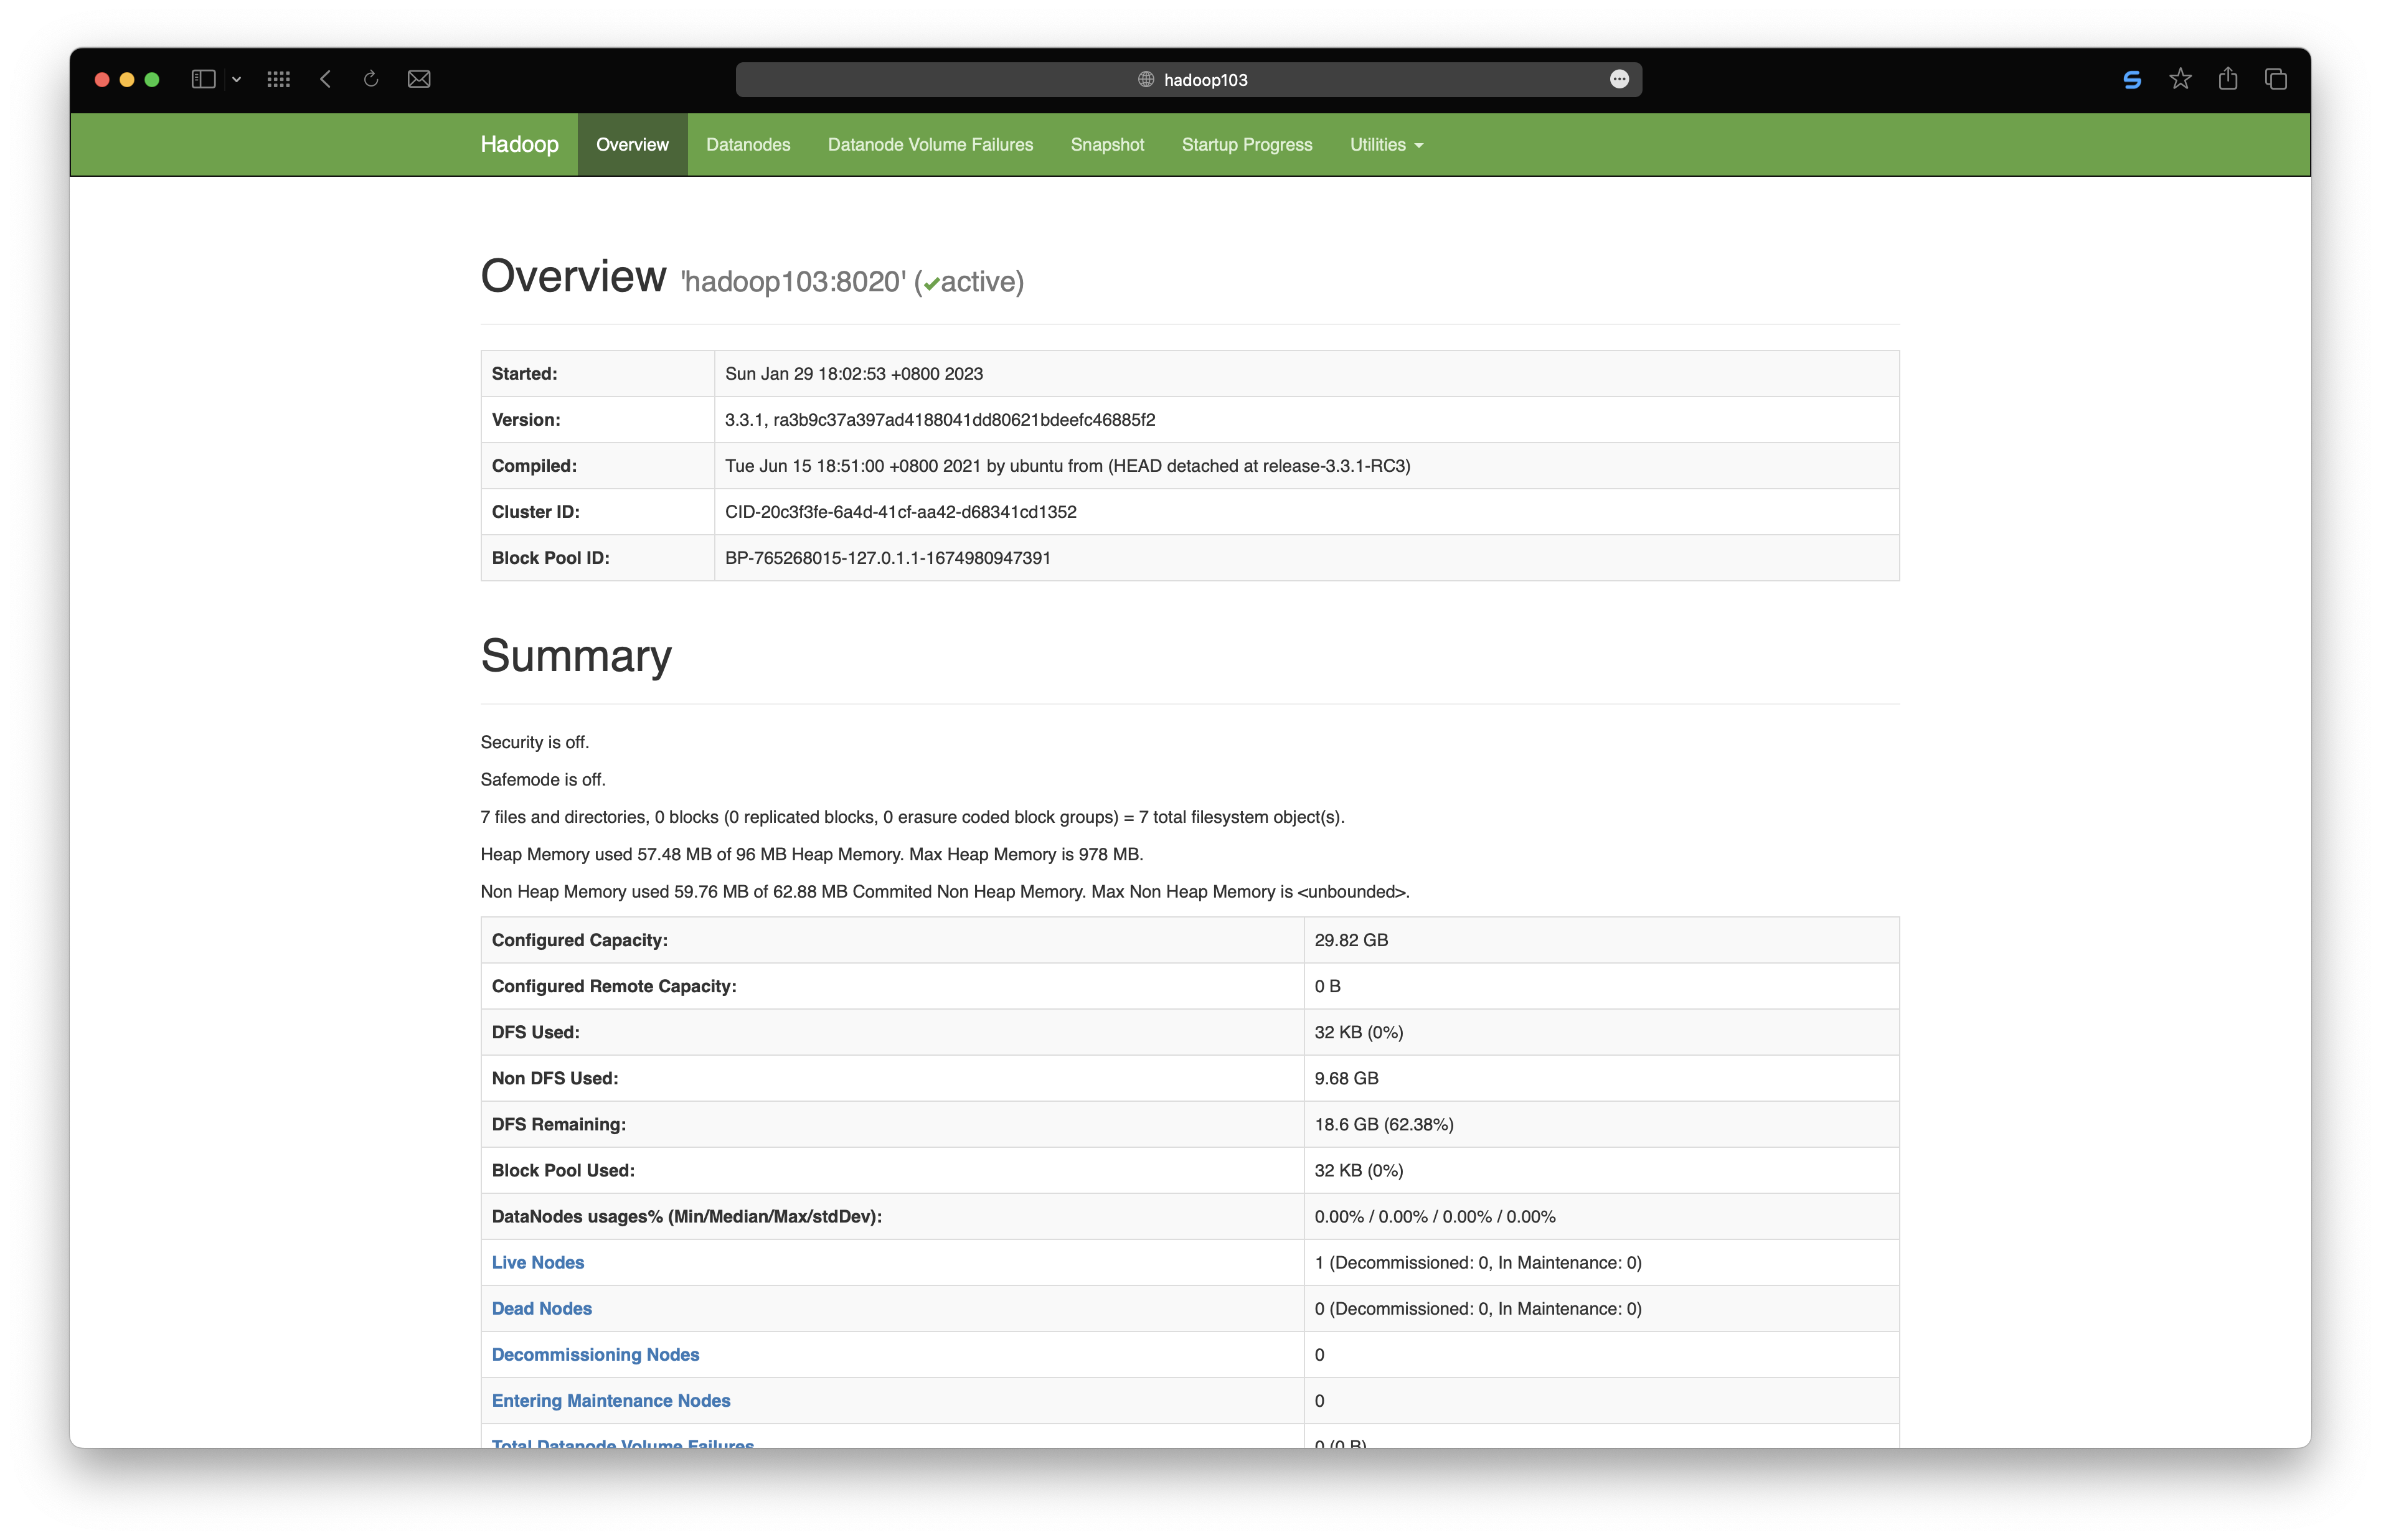 hadoop103
Hadoop Overview Datanodes Datanode Volume Failures Snapshot Startup Progress Utilities
Overview 'hadoop103:8020' (✔active)
Started: Sun Jan 29 18:02:53 +0800 2023
Version: 3.3.1, ra3b9c37a397ad4188041dd80621bdeefc46885f2
Compiled: Tue Jun 15 18:51:00 +0800 2021 by ubuntu from (HEAD detached at release-3.3.1-RC3)
Cluster ID: CID-20c3f3fe-6a4d-41cf-aa42-d68341cd1352
Block Pool ID: BP-765268015-127.0.1.1-1674980947391
Summary
Security is off.
Safemode is off.
7 files and directories, 0 blocks (0 replicated blocks, 0 erasure coded block groups) = 7 total filesystem object(s).
Heap Memory used 57.48 MB of 96 MB Heap Memory. Max Heap Memory is 978 MB.
Non Heap Memory used 59.76 MB of 62.88 MB Commited Non Heap Memory. Max Non Heap Memory is <unbounded>.
Configured Capacity: 29.82 GB
Configured Remote Capacity: 0 B
DFS Used: 32 KB (0%)
Non DFS Used: 9.68 GB
DFS Remaining: 18.6 GB (62.38%)
Block Pool Used: 32 KB (0%)
DataNodes usages% (Min/Median/Max/stdDev): 0.00% / 0.00% / 0.00% / 0.00%
Live Nodes 1 (Decommissioned: 0, In Maintenance: 0)
Dead Nodes 0 (Decommissioned: 0, In Maintenance: 0)
Decommissioning Nodes 0
Entering Maintenance Nodes 0
Total Datanode Volume Failures 0 (0 B)